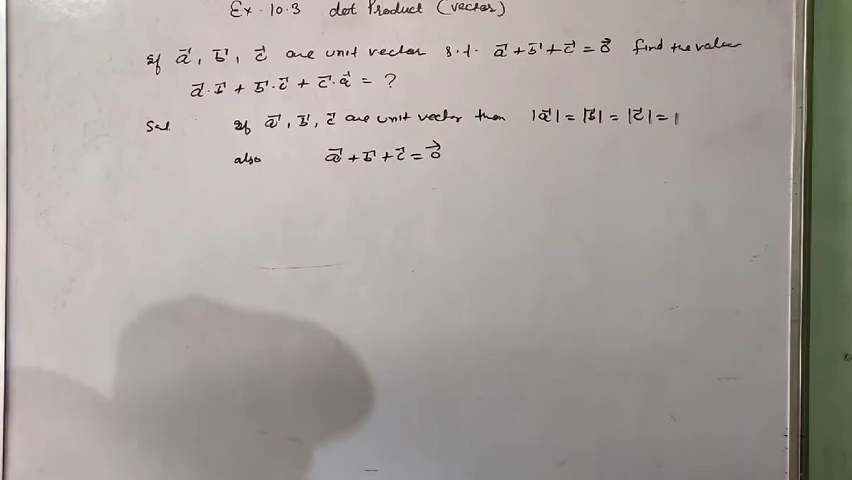 Ex. 10.3 dot Product (vector)
If a⃗, b⃗, c⃗ are unit vector s.t. a⃗ + b⃗ + c⃗ = 0⃗ find the value
a⃗.b⃗ + b⃗.c⃗ + c⃗.a⃗ = ?
Sol. If a⃗, b⃗, c⃗ are unit vector then |a⃗| = |b⃗| = |c⃗| = 1
also a⃗ + b⃗ + c⃗ = 0⃗